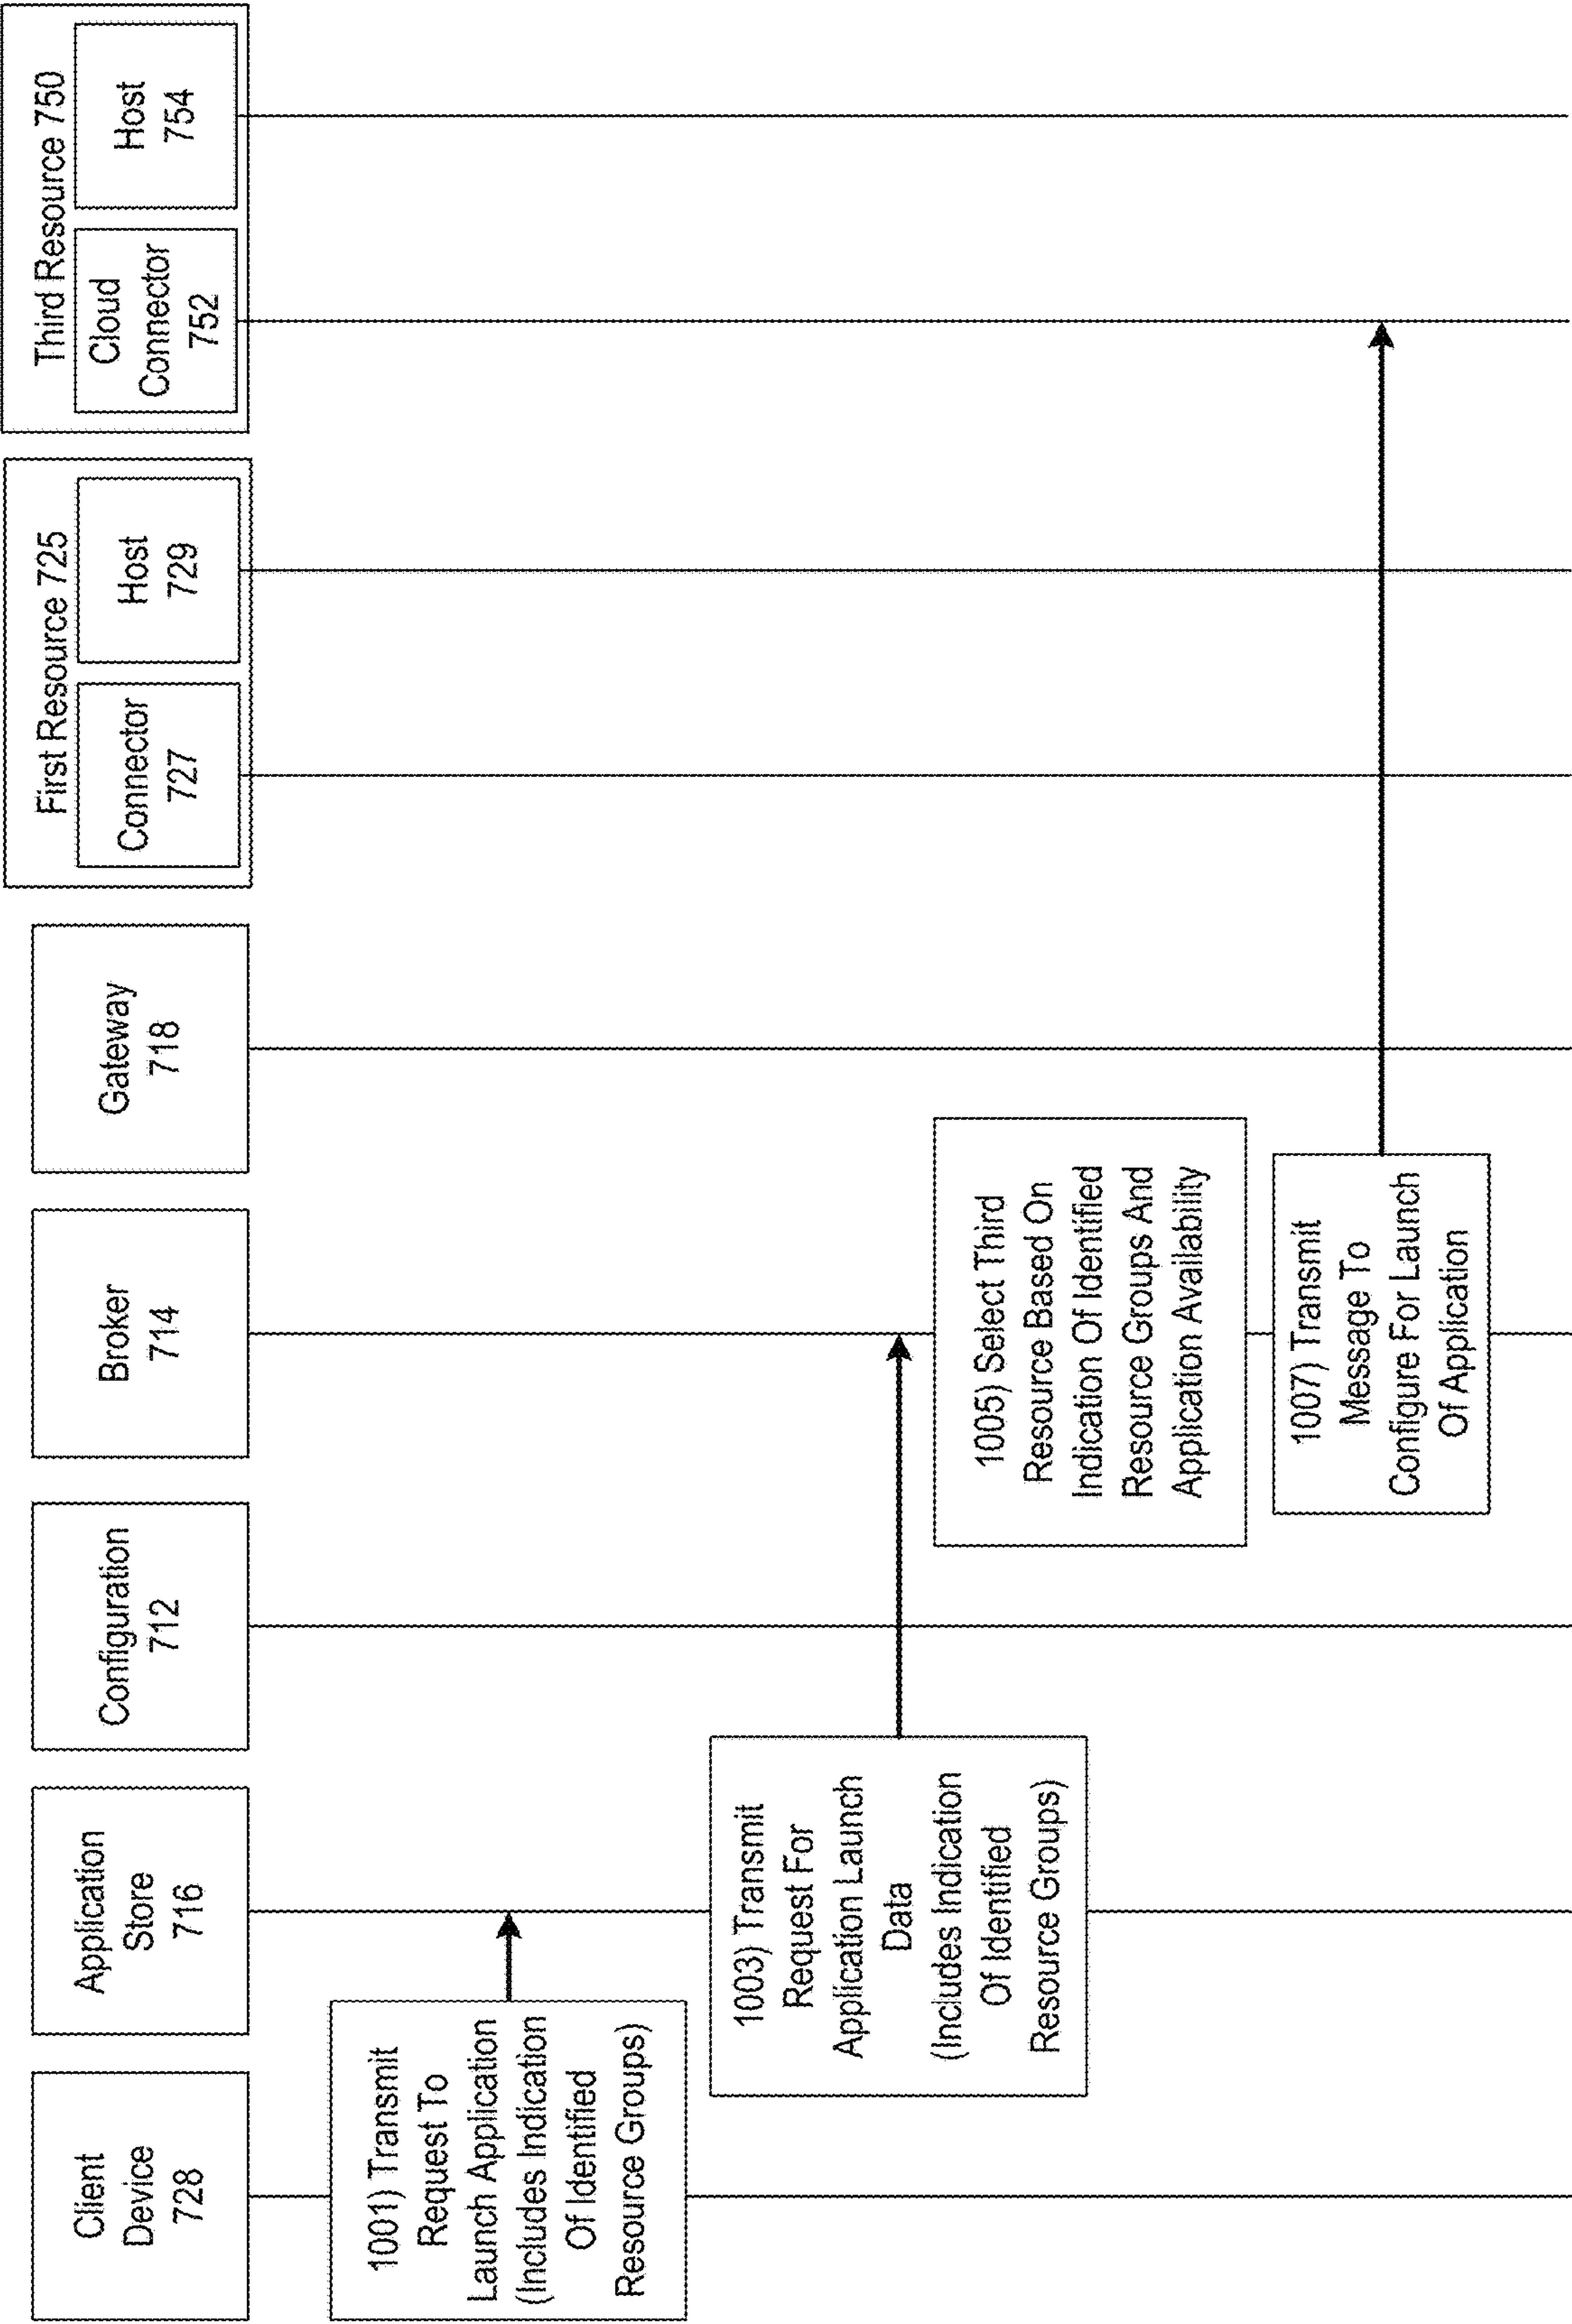 Client
Device
728
Application
Store
716
Configuration
712
Broker
714
Gateway
718
First Resource 725
Connector
727
Host
729
Third Resource 750
Cloud
Connector
752
Host
754
1001) Transmit
Request To
Launch Application
(Includes Indication
Of Identified
Resource Groups)
1003) Transmit
Request For
Application Launch
Data
(Includes Indication
Of Identified
Resource Groups)
1005) Select Third
Resource Based On
Indication Of Identified
Resource Groups And
Application Availability
1007) Transmit
Message To
Configure For Launch
Of Application